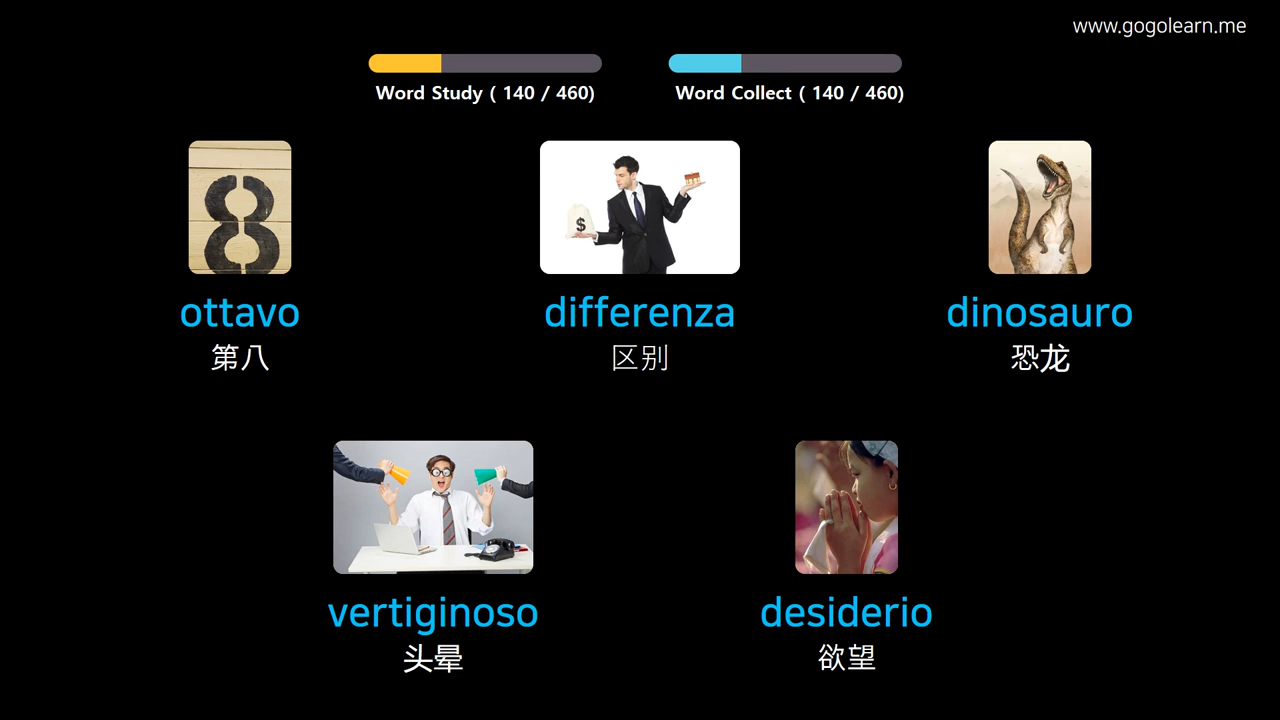 www.gogolearn.me
Word Study ( 140 / 460)
Word Collect ( 140 / 460)
8
$
ottavo
第八
differenza
区别
dinosauro
恐龙
vertiginoso
头晕
desiderio
欲望